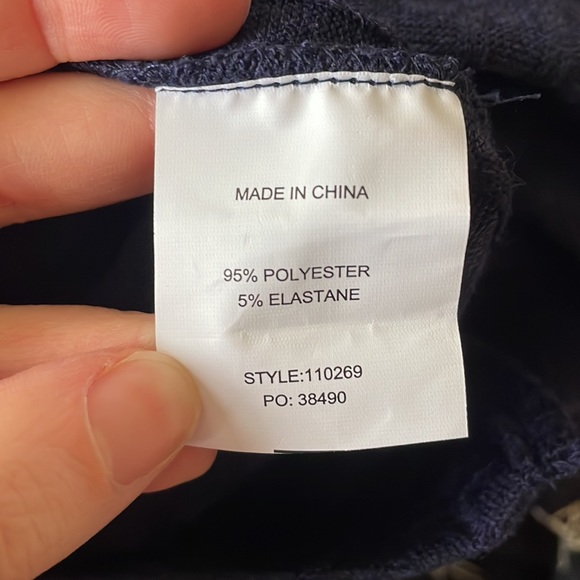 MADE IN CHINA
95% POLYESTER
5% ELASTANE
STYLE:110269
PO: 38490